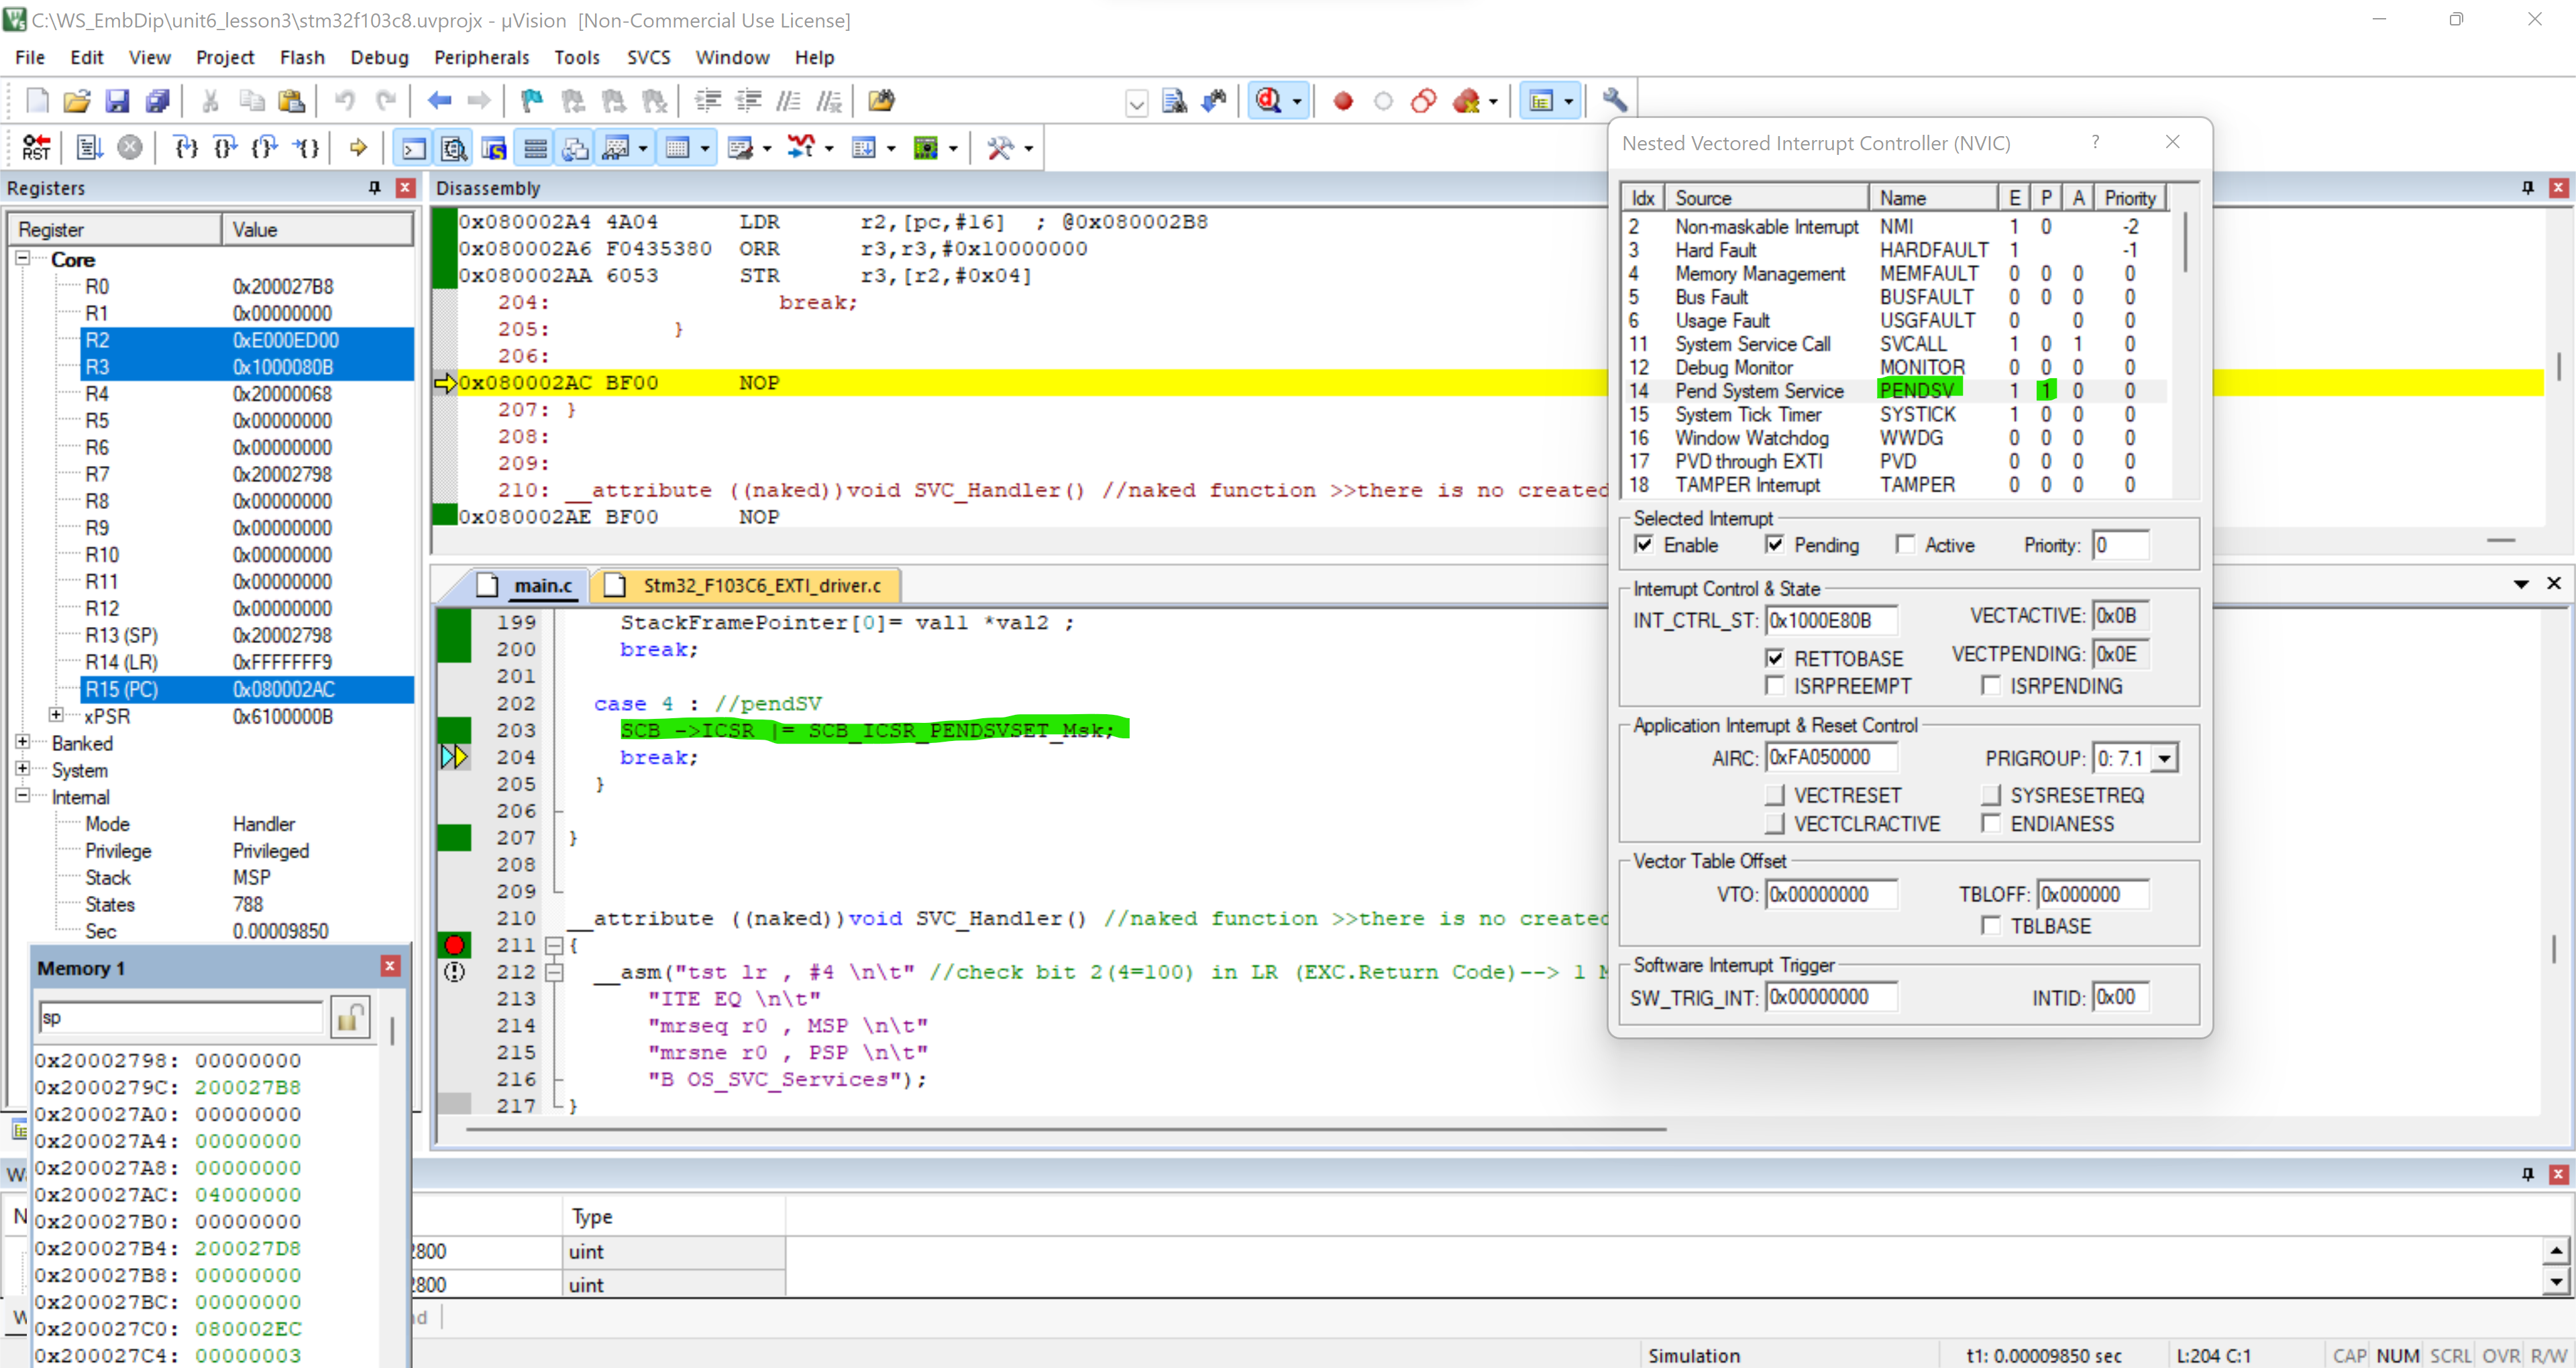 C:\WS_EmbDip\unit6_lesson3\stm32f103c8.uvprojx - µVision [Non-Commercial Use License]
File Edit View Project Flash Debug Peripherals Tools SVCS Window Help
Registers
Register Value
Core
R0 0x200027B8
R1 0x00000000
R2 0xE000ED00
R3 0x1000080B
R4 0x20000068
R5 0x00000000
R6 0x00000000
R7 0x20002798
R8 0x00000000
R9 0x00000000
R10 0x00000000
R11 0x00000000
R12 0x00000000
R13 (SP) 0x20002798
R14 (LR) 0xFFFFFFF9
R15 (PC) 0x080002AC
xPSR 0x6100000B
Banked
System
Internal
Mode Handler
Privilege Privileged
Stack MSP
States 788
Sec 0.00009850
Memory 1
sp
0x20002798: 00000000
0x2000279C: 200027B8
0x200027A0: 00000000
0x200027A4: 00000000
0x200027A8: 00000000
0x200027AC: 04000000
0x200027B0: 00000000
0x200027B4: 200027D8
0x200027B8: 00000000
0x200027BC: 00000000
0x200027C0: 080002EC
0x200027C4: 00000003
Disassembly
0x080002A4 4A04 LDR r2,[pc,#16] ; @0x080002B8
0x080002A6 F0435380 ORR r3,r3,#0x10000000
0x080002AA 6053 STR r3,[r2,#0x04]
204: break;
205: }
206:
0x080002AC BF00 NOP
207: }
208:
209:
210: __attribute ((naked))void SVC_Handler() //naked function >>there is no created
0x080002AE BF00 NOP
main.c Stm32_F103C6_EXTI_driver.c
199 StackFramePointer[0]= val1 *val2 ;
200 break;
201
202 case 4 : //pendSV
203 SCB ->ICSR |= SCB_ICSR_PENDSVSET_Msk;
204 break;
205 }
206
207 }
208
209
210 __attribute ((naked))void SVC_Handler() //naked function >>there is no created
211 {
212 __asm("tst lr , #4 \n\t" //check bit 2(4=100) in LR (EXC.Return Code)--> 1 M
213 "ITE EQ \n\t"
214 "mrseq r0 , MSP \n\t"
215 "mrsne r0 , PSP \n\t"
216 "B OS_SVC_Services");
217 }
Type
2800 uint
2800 uint
Nested Vectored Interrupt Controller (NVIC) ?
Idx Source Name E P A Priority
2 Non-maskable Interrupt NMI 1 0 -2
3 Hard Fault HARDFAULT 1 -1
4 Memory Management MEMFAULT 0 0 0 0
5 Bus Fault BUSFAULT 0 0 0 0
6 Usage Fault USGFAULT 0 0 0
11 System Service Call SVCALL 1 0 1 0
12 Debug Monitor MONITOR 0 0 0 0
14 Pend System Service PENDSV 1 1 0 0
15 System Tick Timer SYSTICK 1 0 0 0
16 Window Watchdog WWDG 0 0 0 0
17 PVD through EXTI PVD 0 0 0 0
18 TAMPER Interrupt TAMPER 0 0 0 0
Selected Interrupt
Enable Pending Active Priority: 0
Interrupt Control & State
INT_CTRL_ST: 0x1000E80B VECTACTIVE: 0x0B
RETTOBASE VECTPENDING: 0x0E
ISRPREEMPT ISRPENDING
Application Interrupt & Reset Control
AIRC: 0xFA050000 PRIGROUP: 0: 7.1
VECTRESET SYSRESETREQ
VECTCLRACTIVE ENDIANESS
Vector Table Offset
VTO: 0x00000000 TBLOFF: 0x000000
TBLBASE
Software Interrupt Trigger
SW_TRIG_INT: 0x00000000 INTID: 0x00
Simulation t1: 0.00009850 sec L:204 C:1 CAP NUM SCRL OVR R/W